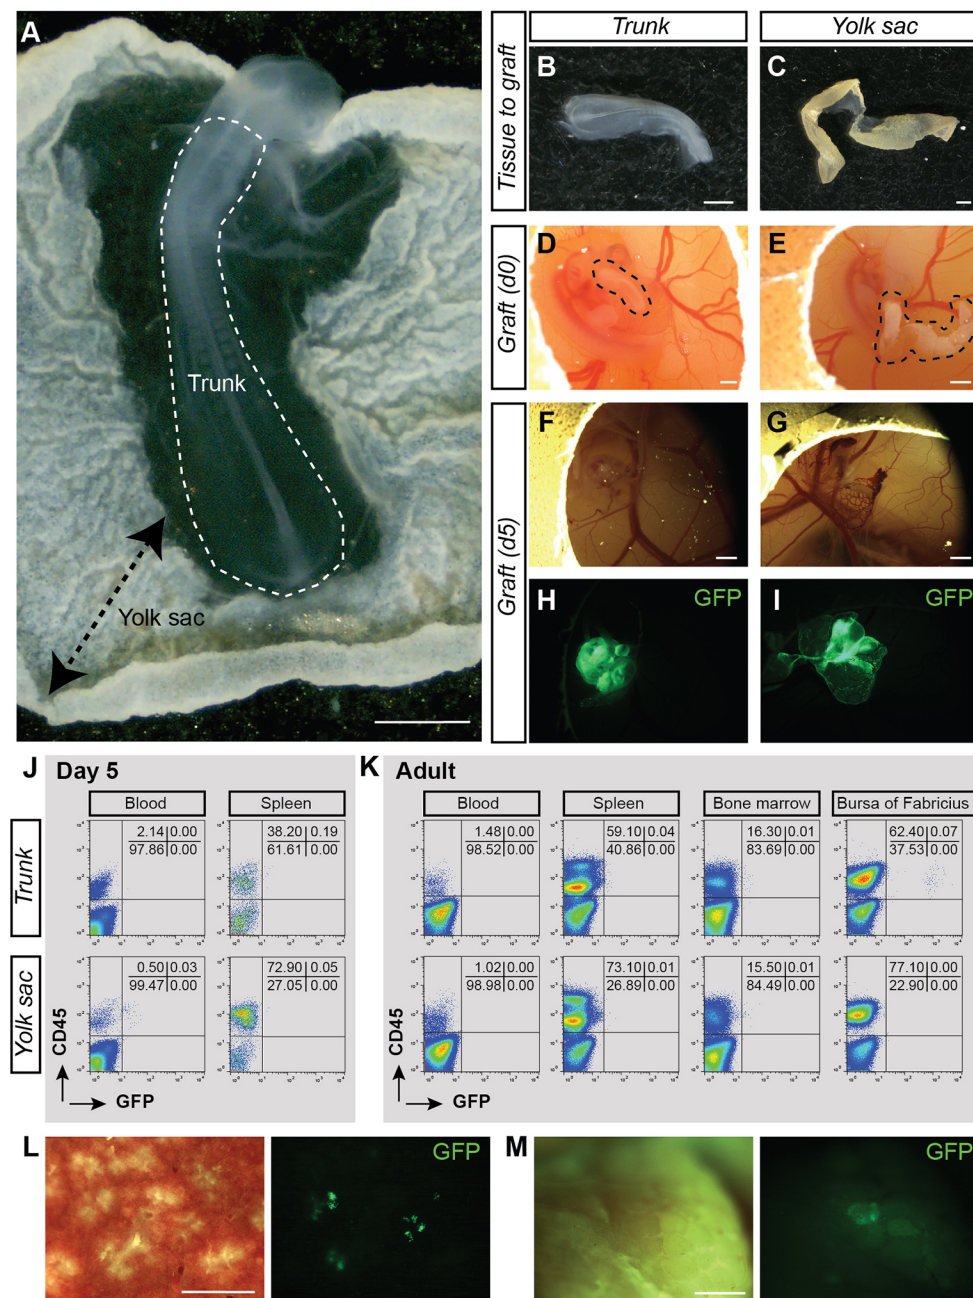 A
Trunk
Yolk sac
Trunk
Yolk sac
Tissue to graft
B
C
Graft (d0)
D
E
Graft (d5)
F
G
H
GFP
I
GFP
J
Day 5
Blood
Spleen
K
Adult
Blood
Spleen
Bone marrow
Bursa of Fabricius
Trunk
2.14 0.00
97.86 0.00
38.20 0.19
61.61 0.00
1.48 0.00
98.52 0.00
59.10 0.04
40.86 0.00
16.30 0.01
83.69 0.00
62.40 0.07
37.53 0.00
Yolk sac
0.50 0.03
99.47 0.00
72.90 0.05
27.05 0.00
1.02 0.00
98.98 0.00
73.10 0.01
26.89 0.00
15.50 0.01
84.49 0.00
77.10 0.00
22.90 0.00
CD45
GFP
CD45
GFP
L
GFP
M
GFP